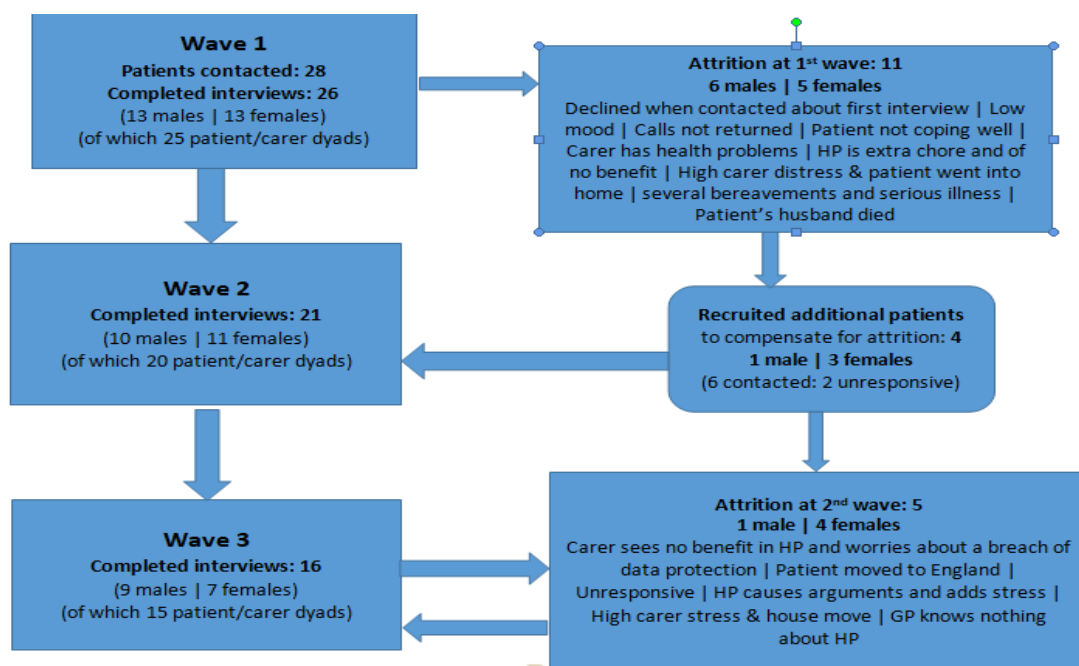 Wave 1
Patients contacted: 28
Completed interviews: 26
(13 males | 13 females)
(of which 25 patient/carer dyads)
Attrition at 1st wave: 11
6 males | 5 females
Declined when contacted about first interview | Low
mood | Calls not returned | Patient not coping well |
Carer has health problems | HP is extra chore and of
no benefit | High carer distress & patient went into
home | several bereavements and serious illness |
Patient's husband died
Wave 2
Completed interviews: 21
(10 males | 11 females)
(of which 20 patient/carer dyads)
Recruited additional patients
to compensate for attrition: 4
1 male | 3 females
(6 contacted: 2 unresponsive)
Wave 3
Completed interviews: 16
(9 males | 7 females)
(of which 15 patient/carer dyads)
Attrition at 2nd wave: 5
1 male | 4 females
Carer sees no benefit in HP and worries about a breach of
data protection | Patient moved to England |
Unresponsive | HP causes arguments and adds stress |
High carer stress & house move | GP knows nothing
about HP